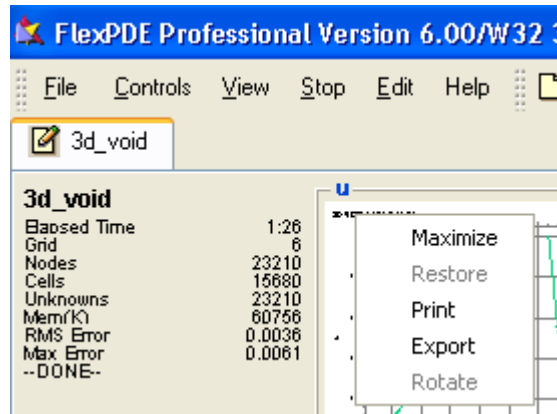 FlexPDE Professional Version 6.00/W32 3
File Controls View Stop Edit Help
3d_void
3d_void
Elapsed Time 1:26
Grid 6
Nodes 23210
Cells 15680
Unknowns 23210
Mem(K) 60756
RMS Error 0.0036
Max Error 0.0061
--DONE--
u
Maximize
Restore
Print
Export
Rotate